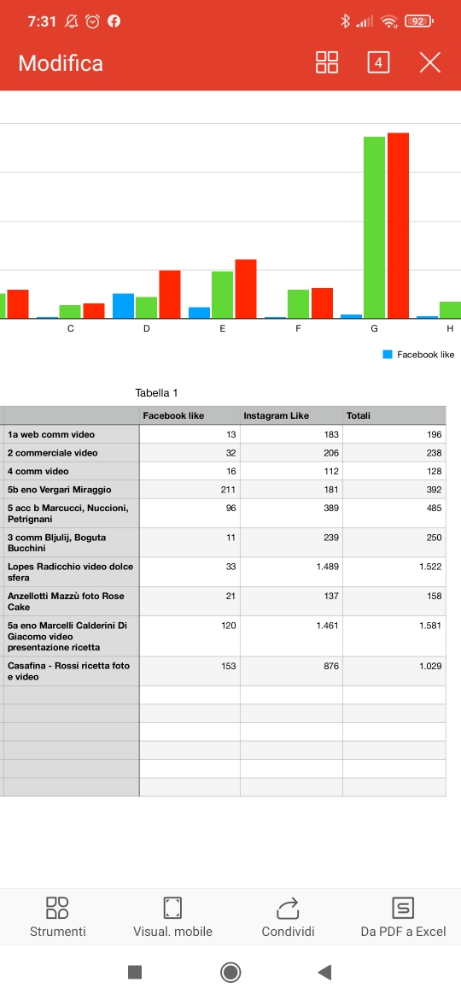 7:31 92
Modifica 4
C D E F G H
Facebook like
Tabella 1
Facebook like Instagram Like Totali
1a web comm video 13 183 196
2 commerciale video 32 206 238
4 comm video 16 112 128
5b eno Vergari Miraggio 211 181 392
5 acc b Marcucci, Nuccioni, 96 389 485
Petrignani
3 comm Bljulij, Boguta 11 239 250
Bucchini
Lopes Radicchio video dolce 33 1.489 1.522
sfera
Anzellotti Mazzù foto Rose 21 137 158
Cake
5a eno Marcelli Calderini Di 120 1.461 1.581
Giacomo video
presentazione ricetta
Casafina - Rossi ricetta foto 153 876 1.029
e video
Strumenti Visual. mobile Condividi Da PDF a Excel